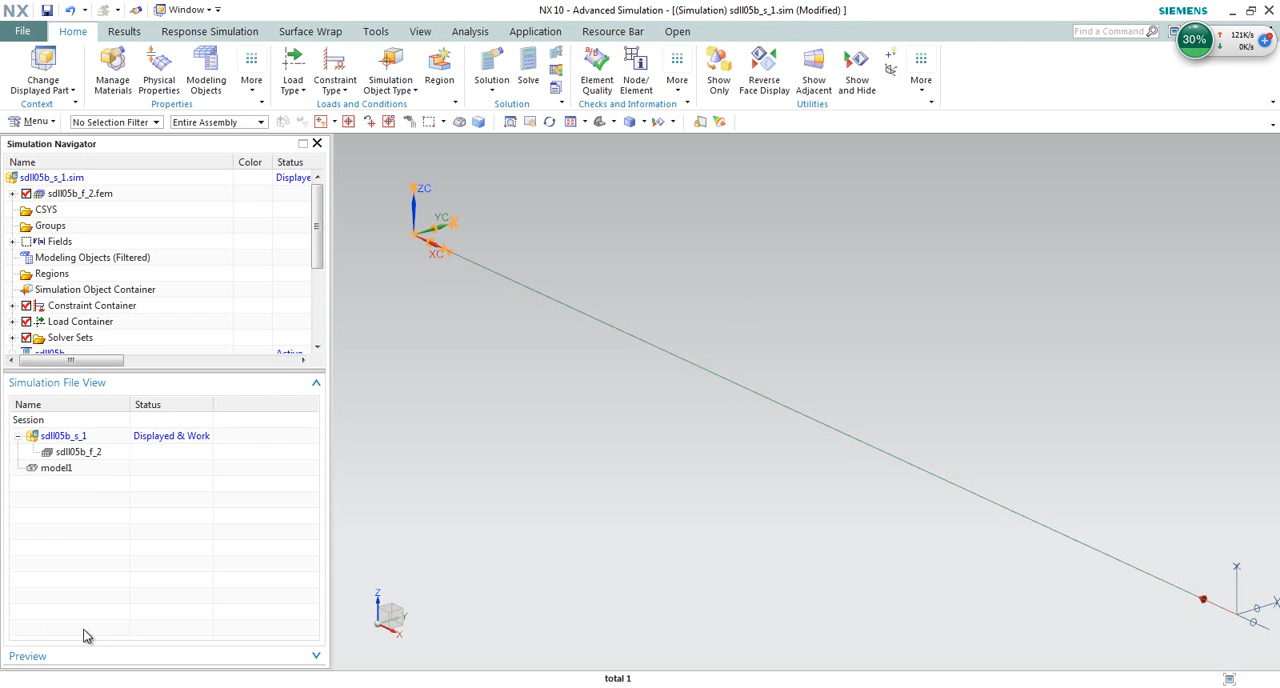 NX Window NX 10 - Advanced Simulation - [(Simulation) sdll05b_s_1.sim (Modified) ] SIEMENS
File Home Results Response Simulation Surface Wrap Tools View Analysis Application Resource Bar Open Find a Command
30% 121K/s
0K/s
Change Displayed Part Manage Materials Physical Properties Modeling Objects More Load Type Constraint Type Simulation Object Type Region Solution Solve Element Quality Node/Element More Show Only Reverse Face Display Show Adjacent Show and Hide More
Context Properties Loads and Conditions Solution Checks and Information Utilities
Menu No Selection Filter Entire Assembly
Simulation Navigator
Name Color Status
sdll05b_s_1.sim Displaye
sdll05b_f_2.fem
CSYS
Groups
Fields
Modeling Objects (Filtered)
Regions
Simulation Object Container
Constraint Container
Load Container
Solver Sets
sdll05b Active
Simulation File View
Name Status
Session
sdll05b_s_1 Displayed & Work
sdll05b_f_2
model1
Preview
ZC
YC
XC
Z
Y
X
X
0 X
0
total 1